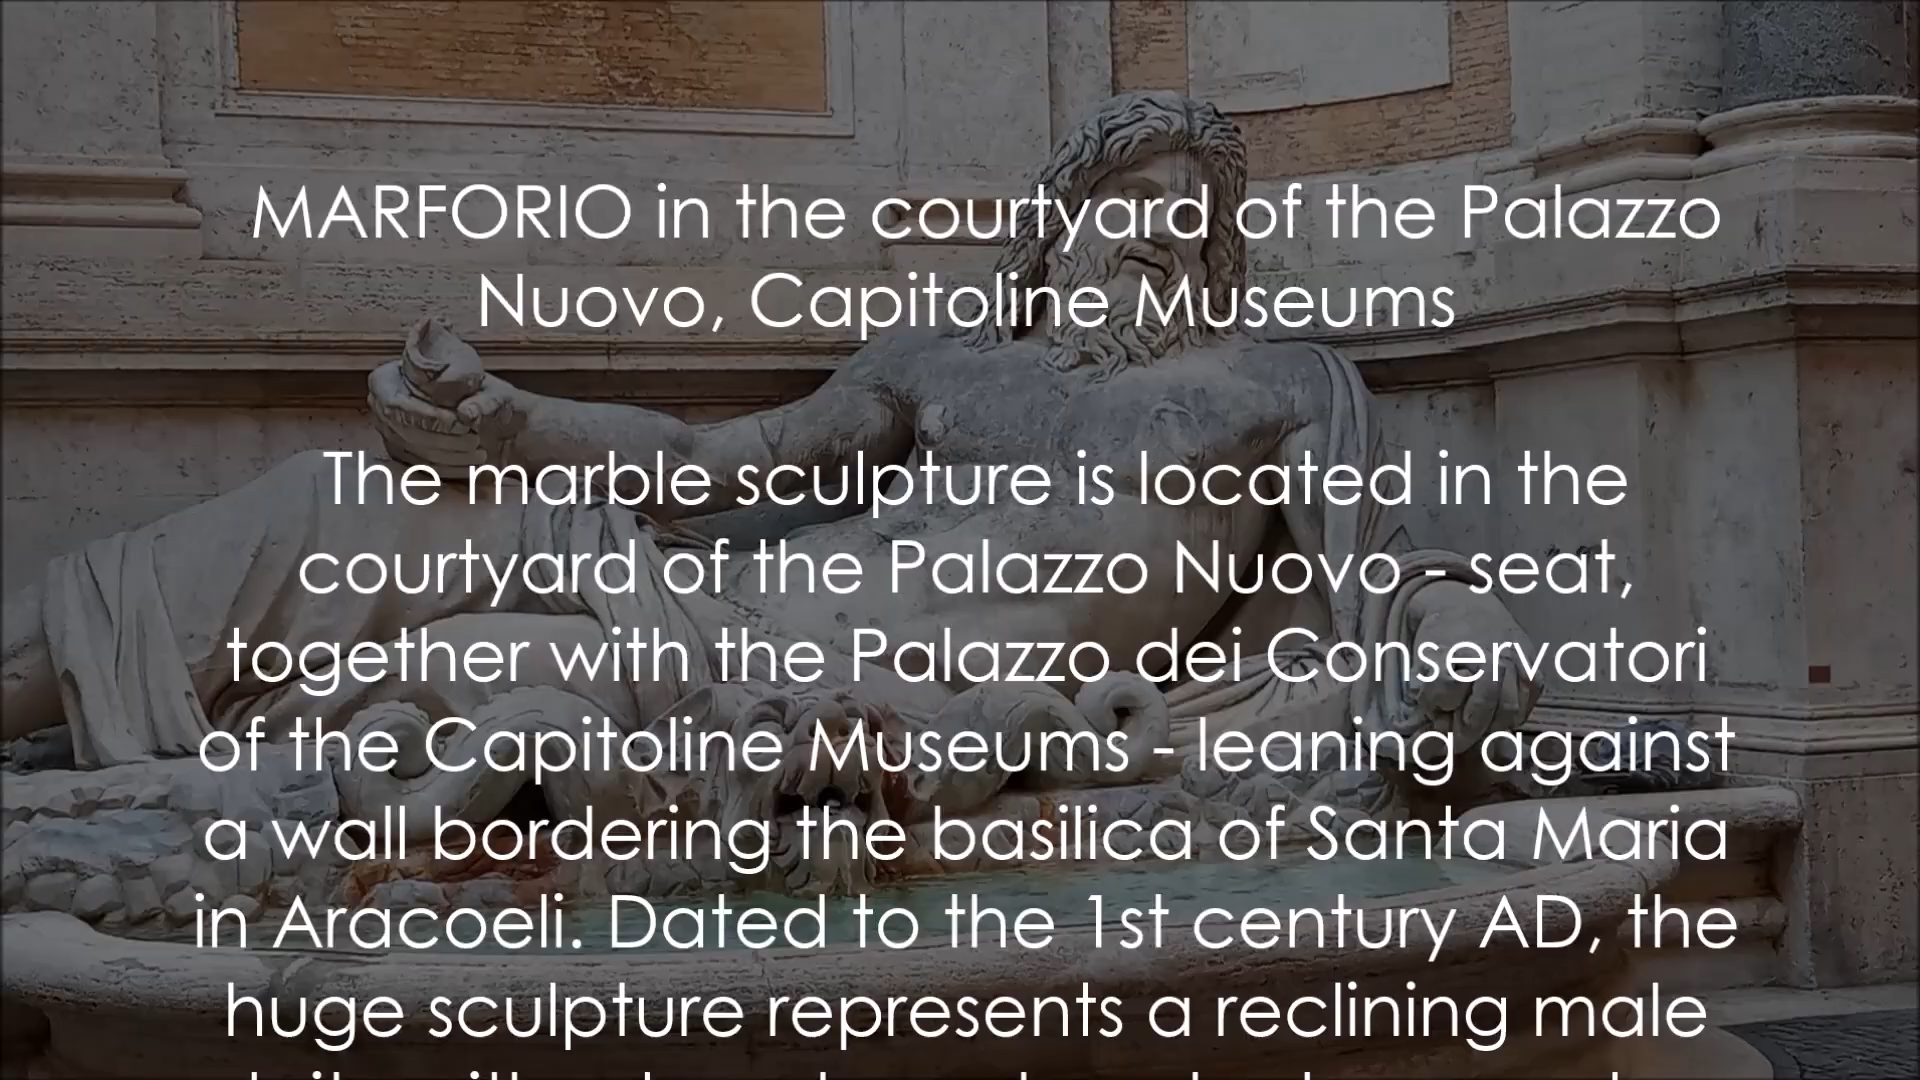 MARFORIO in the courtyard of the Palazzo
Nuovo, Capitoline Museums
The marble sculpture is located in the
courtyard of the Palazzo Nuovo - seat,
together with the Palazzo dei Conservatori
of the Capitoline Museums - leaning against
a wall bordering the basilica of Santa Maria
in Aracoeli. Dated to the 1st century AD, the
huge sculpture represents a reclining male